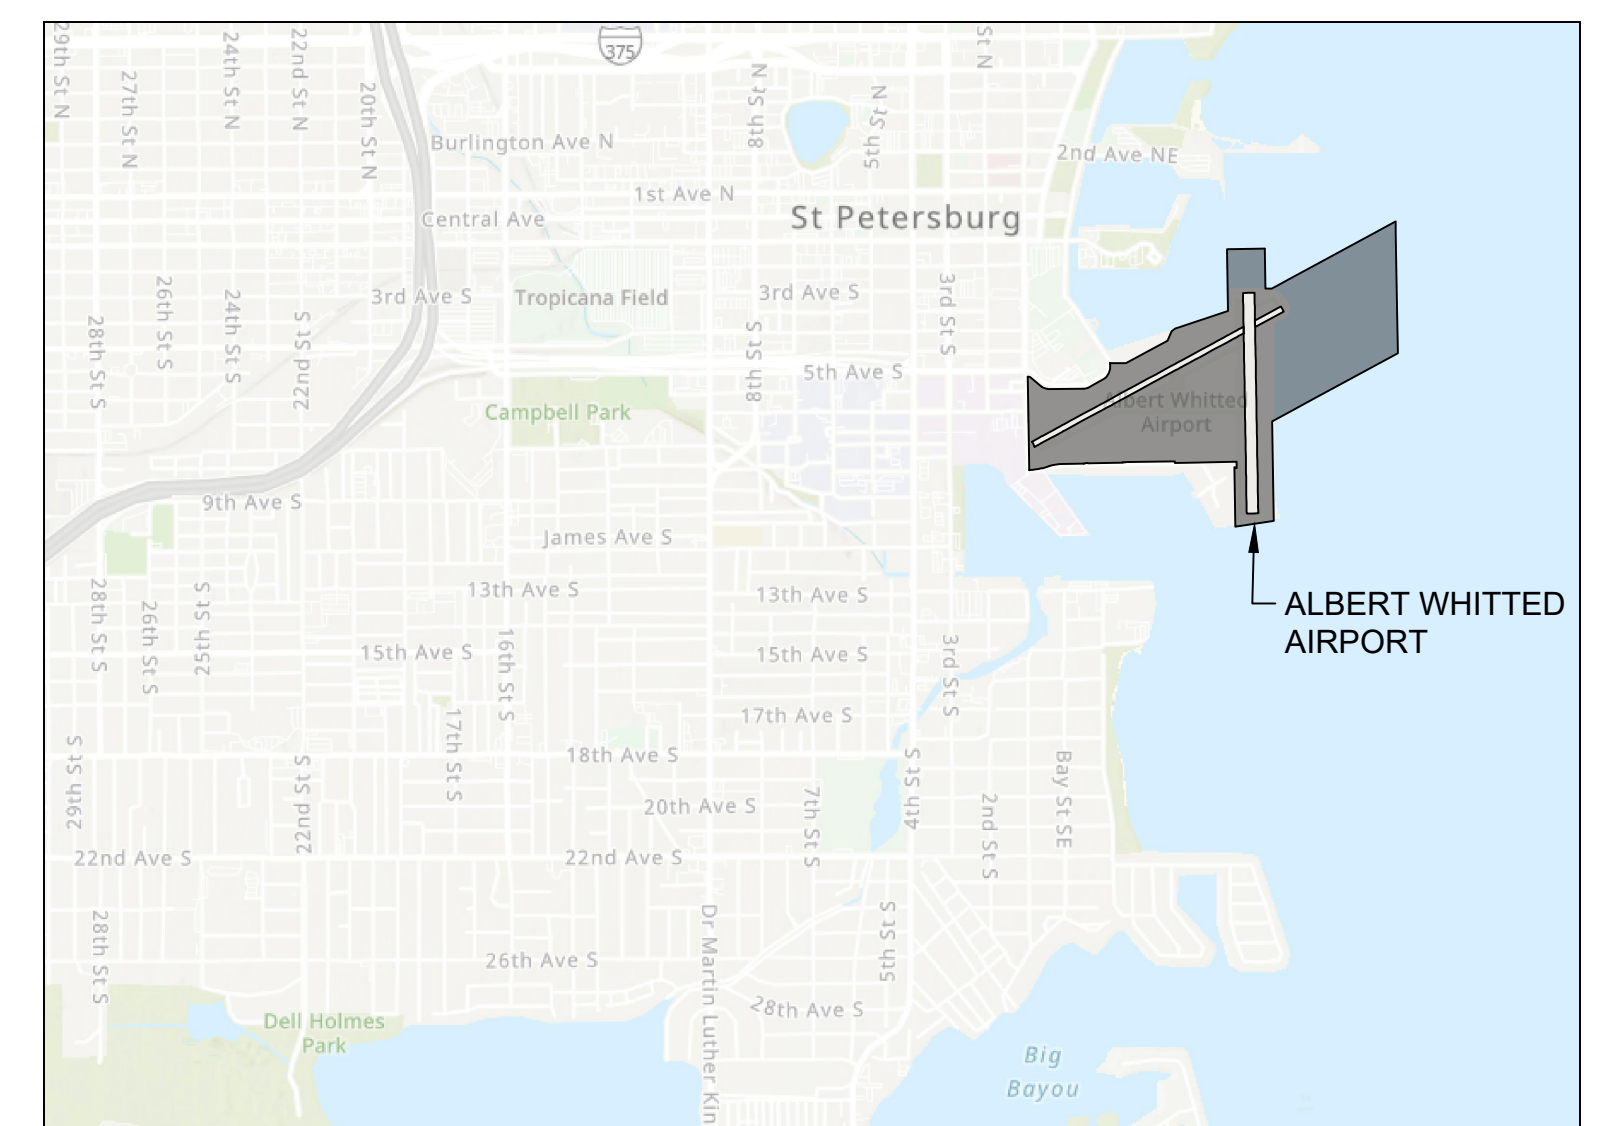 29th St N
27th St N
24th St N
22nd St N
20th St N
375
8th St N
5th St N
St N
Burlington Ave N
2nd Ave NE
1st Ave N
Central Ave
St Petersburg
26th St S
24th St S
28th St S
22nd St S
3rd Ave S
Tropicana Field
3rd Ave S
3rd St S
8th St S
5th Ave S
Campbell Park
Albert Whitted
Airport
9th Ave S
James Ave S
28th St S
26th St S
25th St S
13th Ave S
13th Ave S
ALBERT WHITTED
AIRPORT
15th Ave S
16th St S
15th Ave S
3rd St S
17th St S
17th Ave S
29th St S
22nd St S
18th Ave S
4th St S
Bay St SE
20th Ave S
7th St S
2nd St S
22nd Ave S
22nd Ave S
28th St S
Dr Martin Luther Kin
5th St S
26th Ave S
28th Ave S
Dell Holmes
Park
Big
Bayou